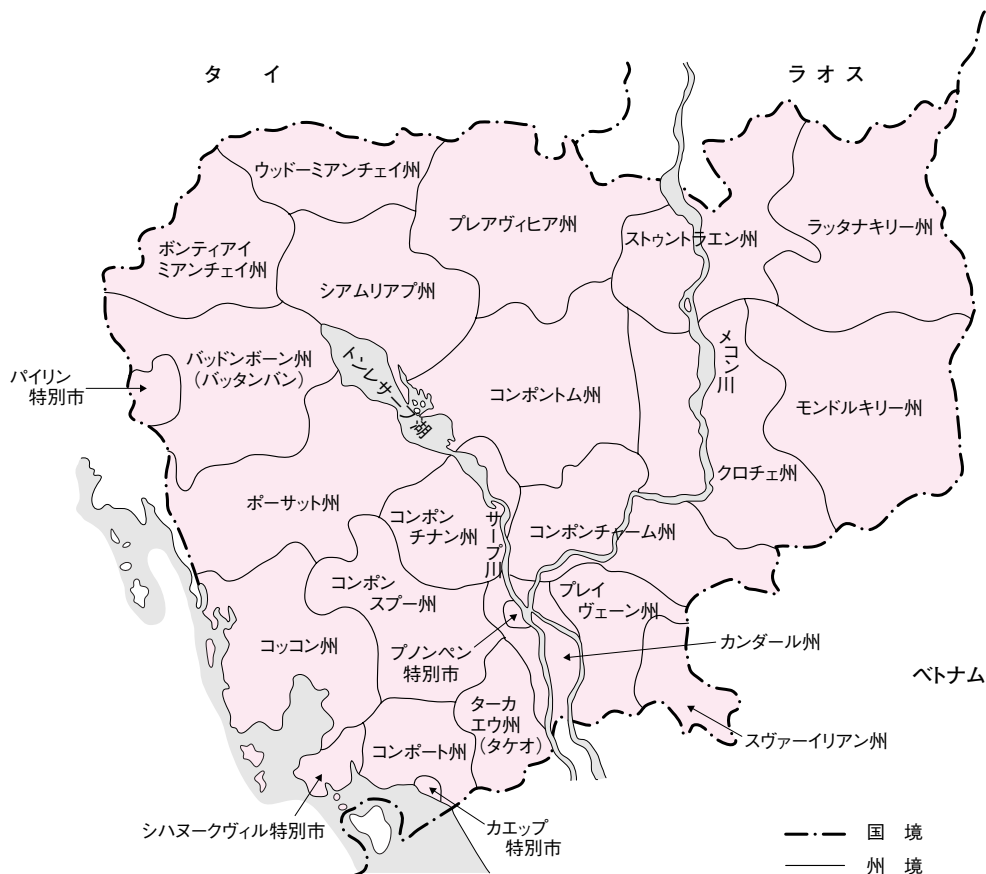 タイ
ラオス
ウッドーミアンチェイ州
プレアヴィヒア州
ストゥントラエン州
ラッタナキリー州
ボンティアイ
ミアンチェイ州
シアムリアプ州
メコン川
バッドンボーン州
（バッタンバン）
トンレサープ湖
パイリン
特別市
コンポントム州
モンドルキリー州
クロチェ州
ポーサット州
コンポン
チナン州
サープ川
コンポンチャーム州
コンポン
スプー州
プレイ
ヴェーン州
コッコン州
プノンペン
特別市
カンダール州
ベトナム
ターカ
エウ州
（タケオ）
コンポート州
スヴァーイリアン州
シハヌークヴィル特別市
カエップ
特別市
国境
州境